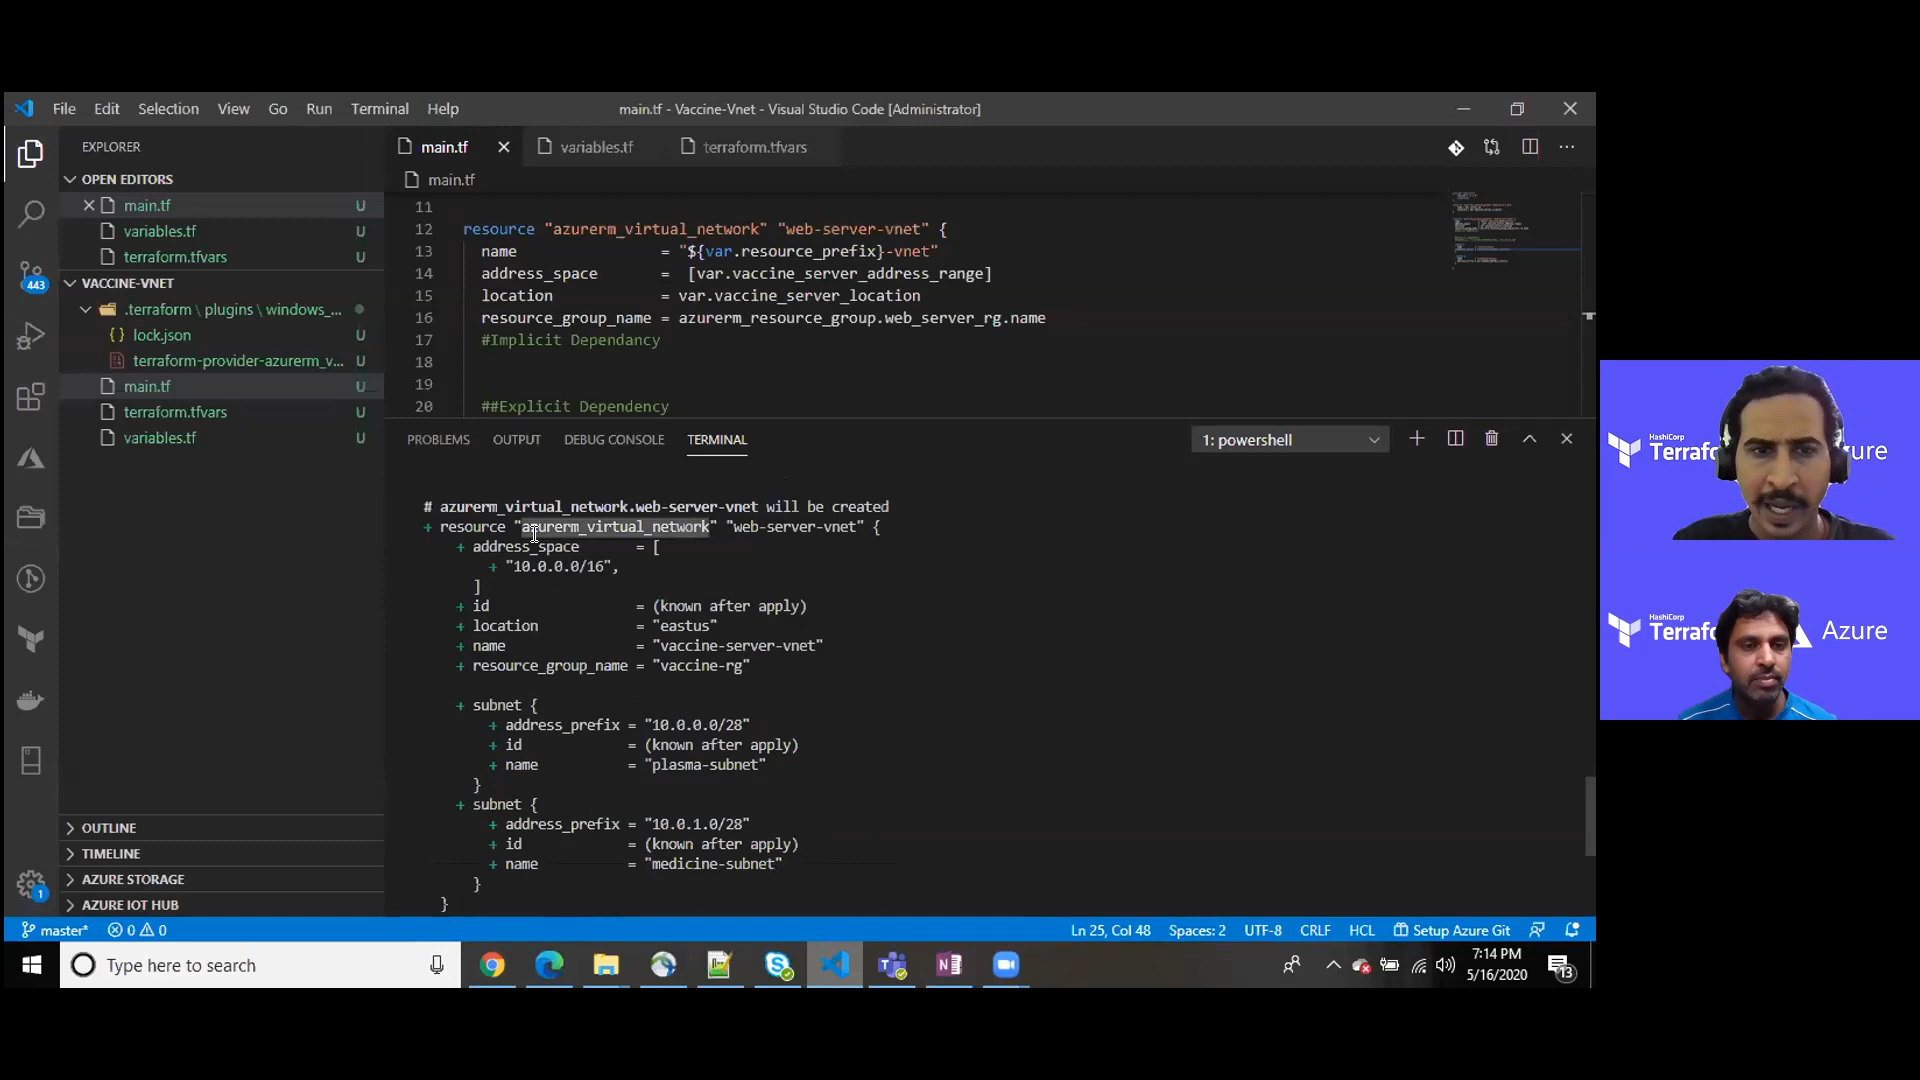 File Edit Selection View Go Run Terminal Help
main.tf - Vaccine-Vnet - Visual Studio Code [Administrator]
EXPLORER
OPEN EDITORS
main.tf U
variables.tf U
terraform.tfvars U
VACCINE-VNET
.terraform \ plugins \ windows_...
lock.json U
terraform-provider-azurerm_v... U
main.tf U
terraform.tfvars U
variables.tf U
OUTLINE
TIMELINE
AZURE STORAGE
AZURE IOT HUB
443
1
main.tf variables.tf terraform.tfvars
main.tf
11
12 resource "azurerm_virtual_network" "web-server-vnet" {
13 name = "${var.resource_prefix}-vnet"
14 address_space = [var.vaccine_server_address_range]
15 location = var.vaccine_server_location
16 resource_group_name = azurerm_resource_group.web_server_rg.name
17 #Implicit Dependancy
18
19
20 ##Explicit Dependency
PROBLEMS OUTPUT DEBUG CONSOLE TERMINAL
1: powershell
# azurerm_virtual_network.web-server-vnet will be created
+ resource "azurerm_virtual_network" "web-server-vnet" {
+ address_space = [
+ "10.0.0.0/16",
]
+ id = (known after apply)
+ location = "eastus"
+ name = "vaccine-server-vnet"
+ resource_group_name = "vaccine-rg"
+ subnet {
+ address_prefix = "10.0.0.0/28"
+ id = (known after apply)
+ name = "plasma-subnet"
}
+ subnet {
+ address_prefix = "10.0.1.0/28"
+ id = (known after apply)
+ name = "medicine-subnet"
}
}
master* 0 0
Ln 25, Col 48 Spaces: 2 UTF-8 CRLF HCL Setup Azure Git
Type here to search
7:14 PM
5/16/2020
13
HashiCorp
Terrafo ure
HashiCorp
Terrafo Azure